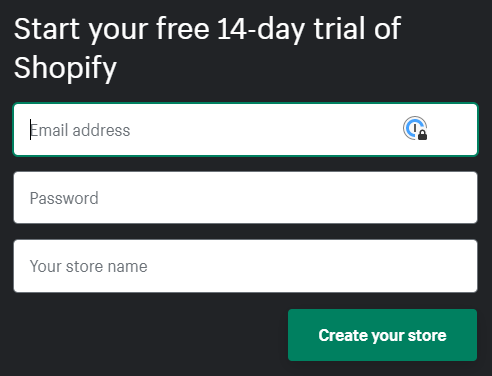 Start your free 14-day trial of
Shopify
Email address
Password
Your store name
Create your store